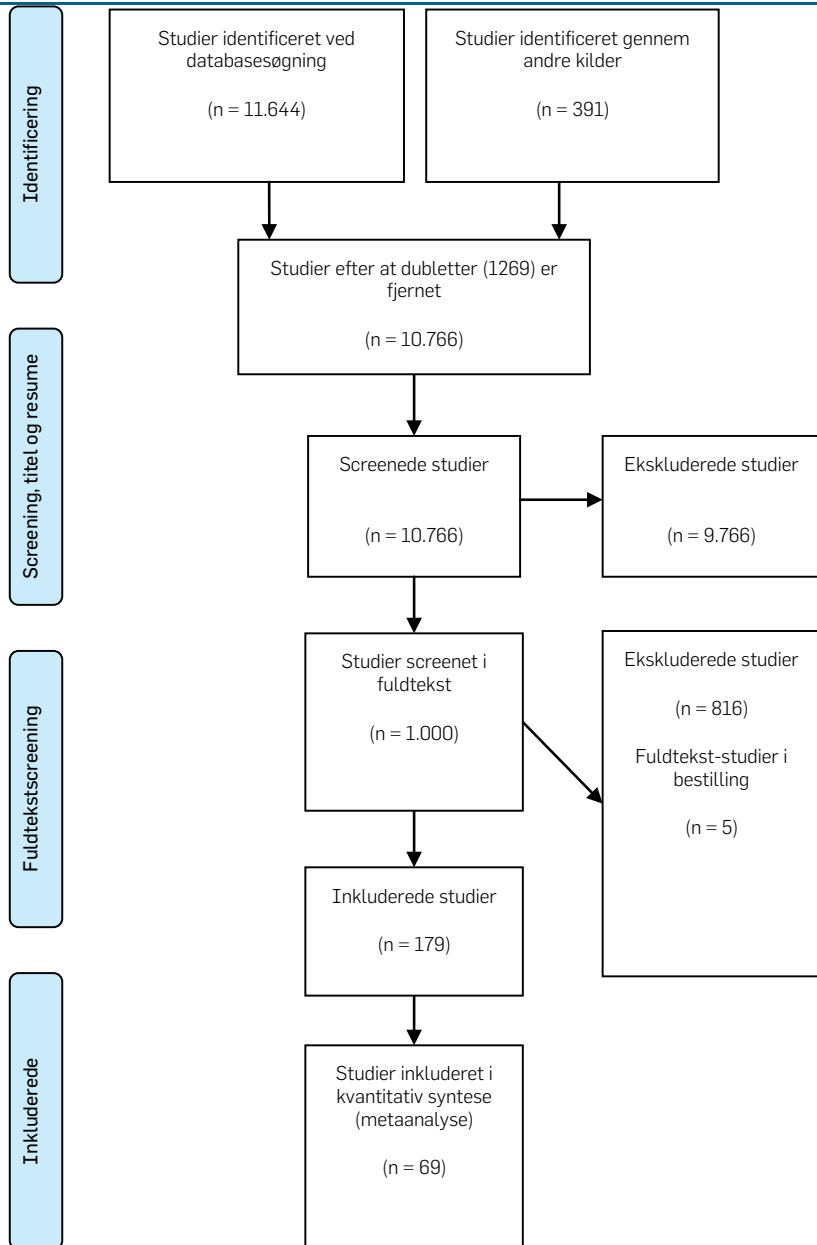 Identificering
Studier identificeret ved
databasesøgning
(n = 11.644)
Studier identificeret gennem
andre kilder
(n = 391)
Studier efter at dubletter (1269) er
fjernet
(n = 10.766)
Screening, titel og resume
Screenede studier
(n = 10.766)
Ekskluderede studier
(n = 9.766)
Fuldtekstscreening
Studier screenet i
fuldtekst
(n = 1.000)
Ekskluderede studier
(n = 816)
Fuldtekst-studier i
bestilling
(n = 5)
Inkluderede studier
(n = 179)
Inkluderede
Studier inkluderet i
kvantitativ syntese
(metaanalyse)
(n = 69)